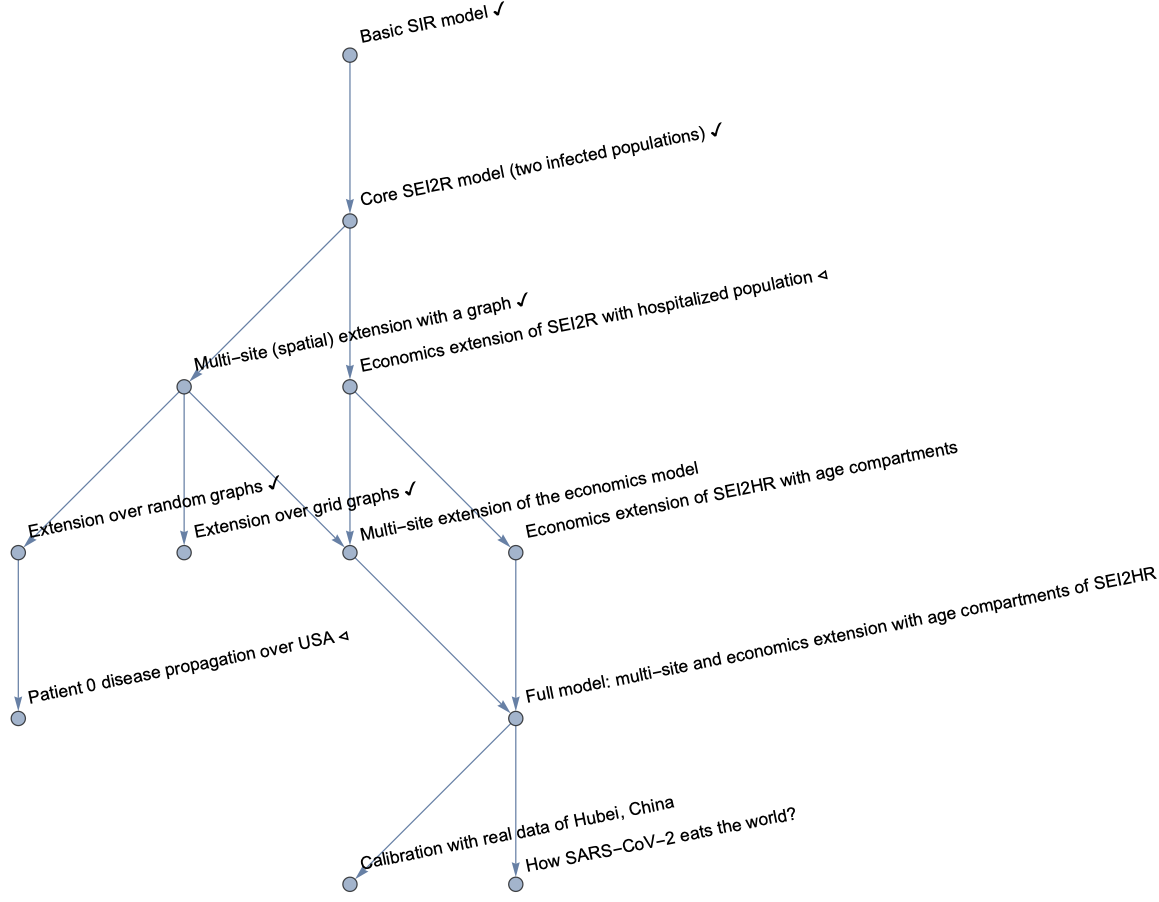 Basic SIR model ✓
Core SEI2R model (two infected populations) ✓
Multi−site (spatial) extension with a graph ✓
Economics extension of SEI2R with hospitalized population ⊲
Extension over random graphs ✓
Extension over grid graphs ✓
Multi−site extension of the economics model
Economics extension of SEI2HR with age compartments
Patient 0 disease propagation over USA ⊲
Full model: multi−site and economics extension with age compartments of SEI2HR
Calibration with real data of Hubei, China
How SARS−CoV−2 eats the world?